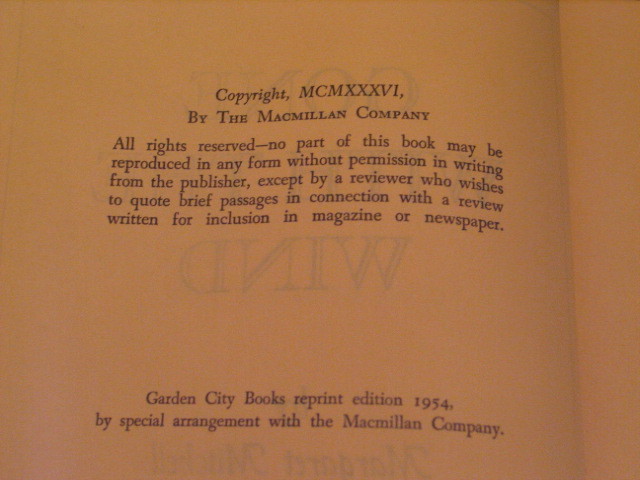 Copyright, MCMXXXVI,
BY THE MACMILLAN COMPANY
All rights reserved—no part of this book may be
reproduced in any form without permission in writing
from the publisher, except by a reviewer who wishes
to quote brief passages in connection with a review
written for inclusion in magazine or newspaper.
WIND
Garden City Books reprint edition 1954,
by special arrangement with the Macmillan Company.
Margaret Mitchell